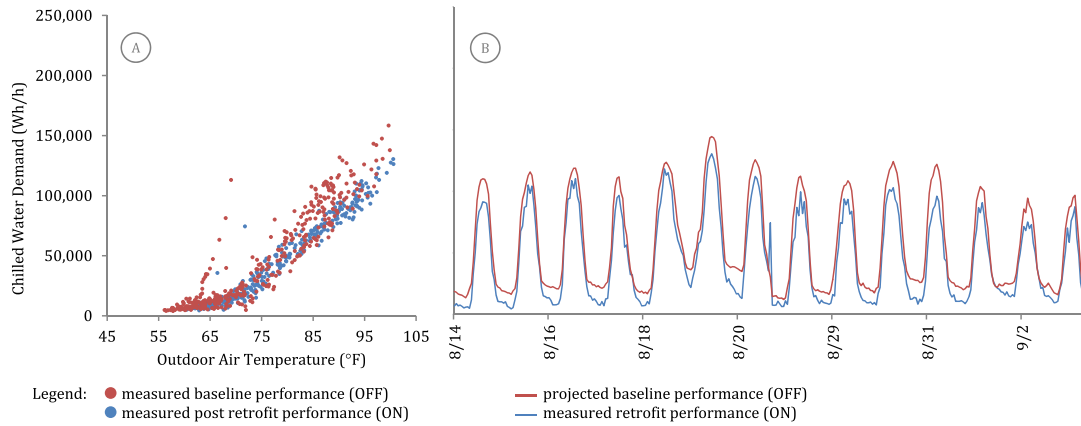 250,000
200,000
150,000
100,000
50,000
0
Chilled Water Demand (Wh/h)
A
45 55 65 75 85 95 105
Outdoor Air Temperature (°F)
B
8/14 8/16 8/18 8/20 8/29 8/31 9/2
Legend:
measured baseline performance (OFF)
measured post retrofit performance (ON)
projected baseline performance (OFF)
measured retrofit performance (ON)